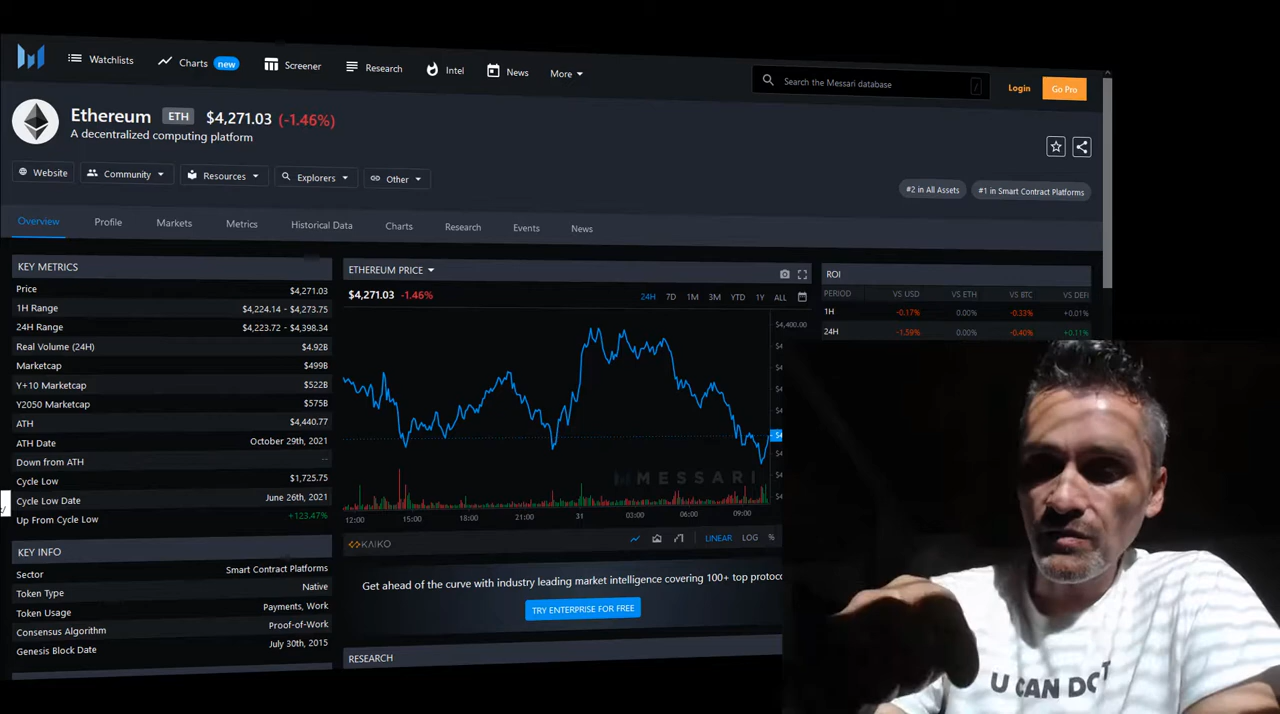 Watchlists Charts new Screener Research Intel News More Search the Messari database / Login Go Pro
Ethereum ETH $4,271.03 (-1.46%)
A decentralized computing platform
Website Community Resources Explorers Other
#2 in All Assets #1 in Smart Contract Platforms
Overview Profile Markets Metrics Historical Data Charts Research Events News
KEY METRICS
Price $4,271.03
1H Range $4,224.14 - $4,273.75
24H Range $4,223.72 - $4,398.34
Real Volume (24H) $4.92B
Marketcap $499B
Y+10 Marketcap $522B
Y2050 Marketcap $575B
ATH $4,440.77
ATH Date October 29th, 2021
Down from ATH --
Cycle Low $1,725.75
Cycle Low Date June 26th, 2021
Up From Cycle Low +123.47%
KEY INFO
Sector Smart Contract Platforms
Token Type Native
Token Usage Payments, Work
Consensus Algorithm Proof-of-Work
Genesis Block Date July 30th, 2015
ETHEREUM PRICE
$4,271.03 -1.46% 24H 7D 1M 3M YTD 1Y ALL
$4,400.00
$4
$4
$4
$4
$4
MESSARI
12:00 15:00 18:00 21:00 31 03:00 06:00 09:00
KAIKO LINEAR LOG %
Get ahead of the curve with industry leading market intelligence covering 100+ top protoco
TRY ENTERPRISE FOR FREE
RESEARCH
ROI
PERIOD VS USD VS ETH VS BTC VS DEFI
1H -0.17% 0.00% -0.33% +0.01%
24H -1.59% 0.00% -0.40% +0.11%
U CAN DO T